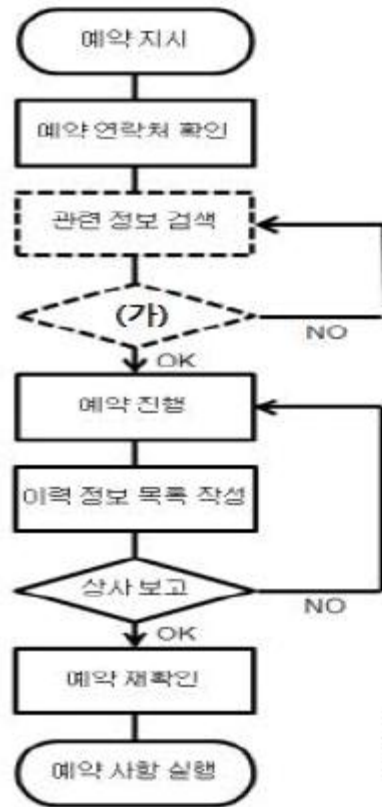 예약 지시
예약 연락처 확인
관련 정보 검색
(가)
NO
OK
예약 진행
이력 정보 목록 작성
상사 보고
NO
OK
예약 재확인
예약 사항 실행